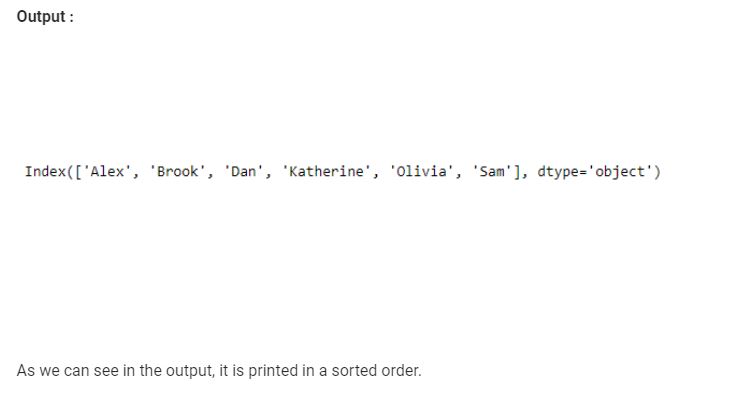 Output :
Index(['Alex', 'Brook', 'Dan', 'Katherine', 'Olivia', 'Sam'], dtype='object')
As we can see in the output, it is printed in a sorted order.